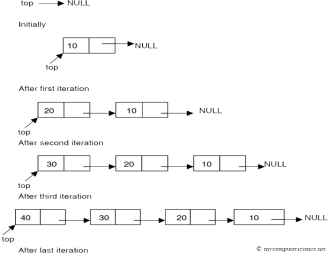 top NULL
Initially
10 NULL
top
After first iteration
20 10 NULL
top
After second iteration
30 20 10 NULL
top
After third iteration
40 30 20 10 NULL
top
After last iteration
© mycomputerscience.net